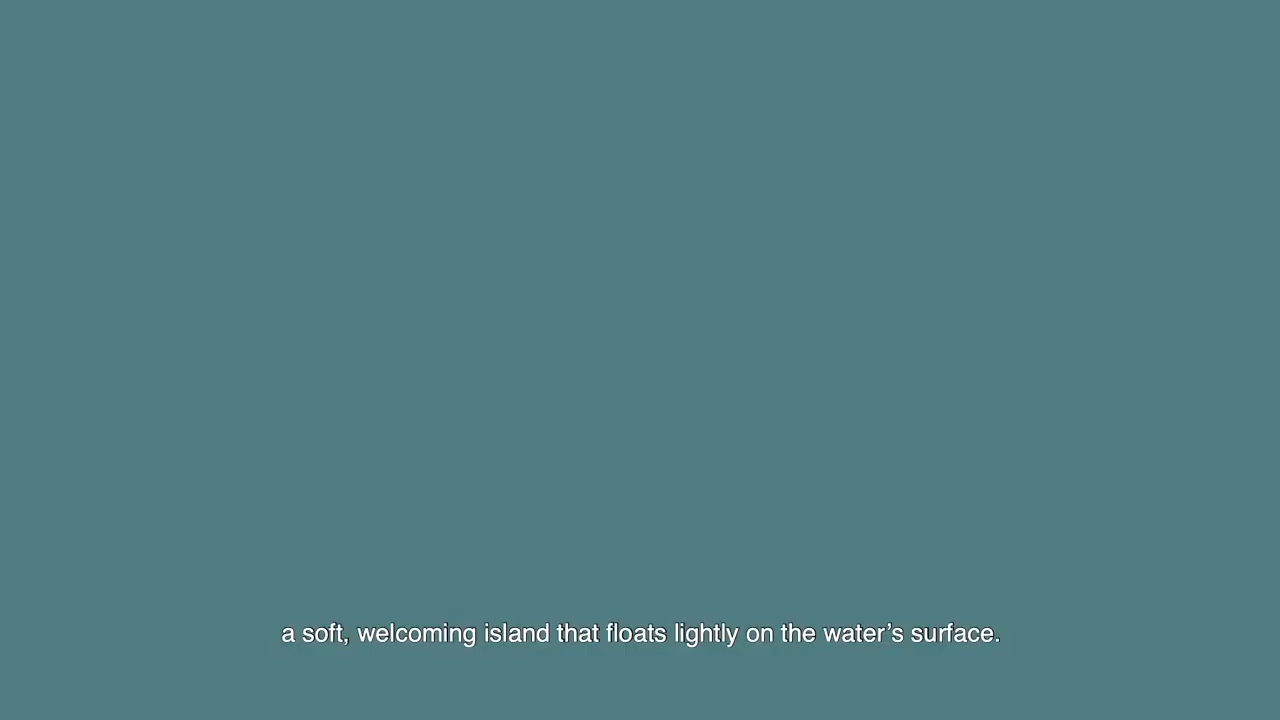 a soft, welcoming island that floats lightly on the water’s surface.